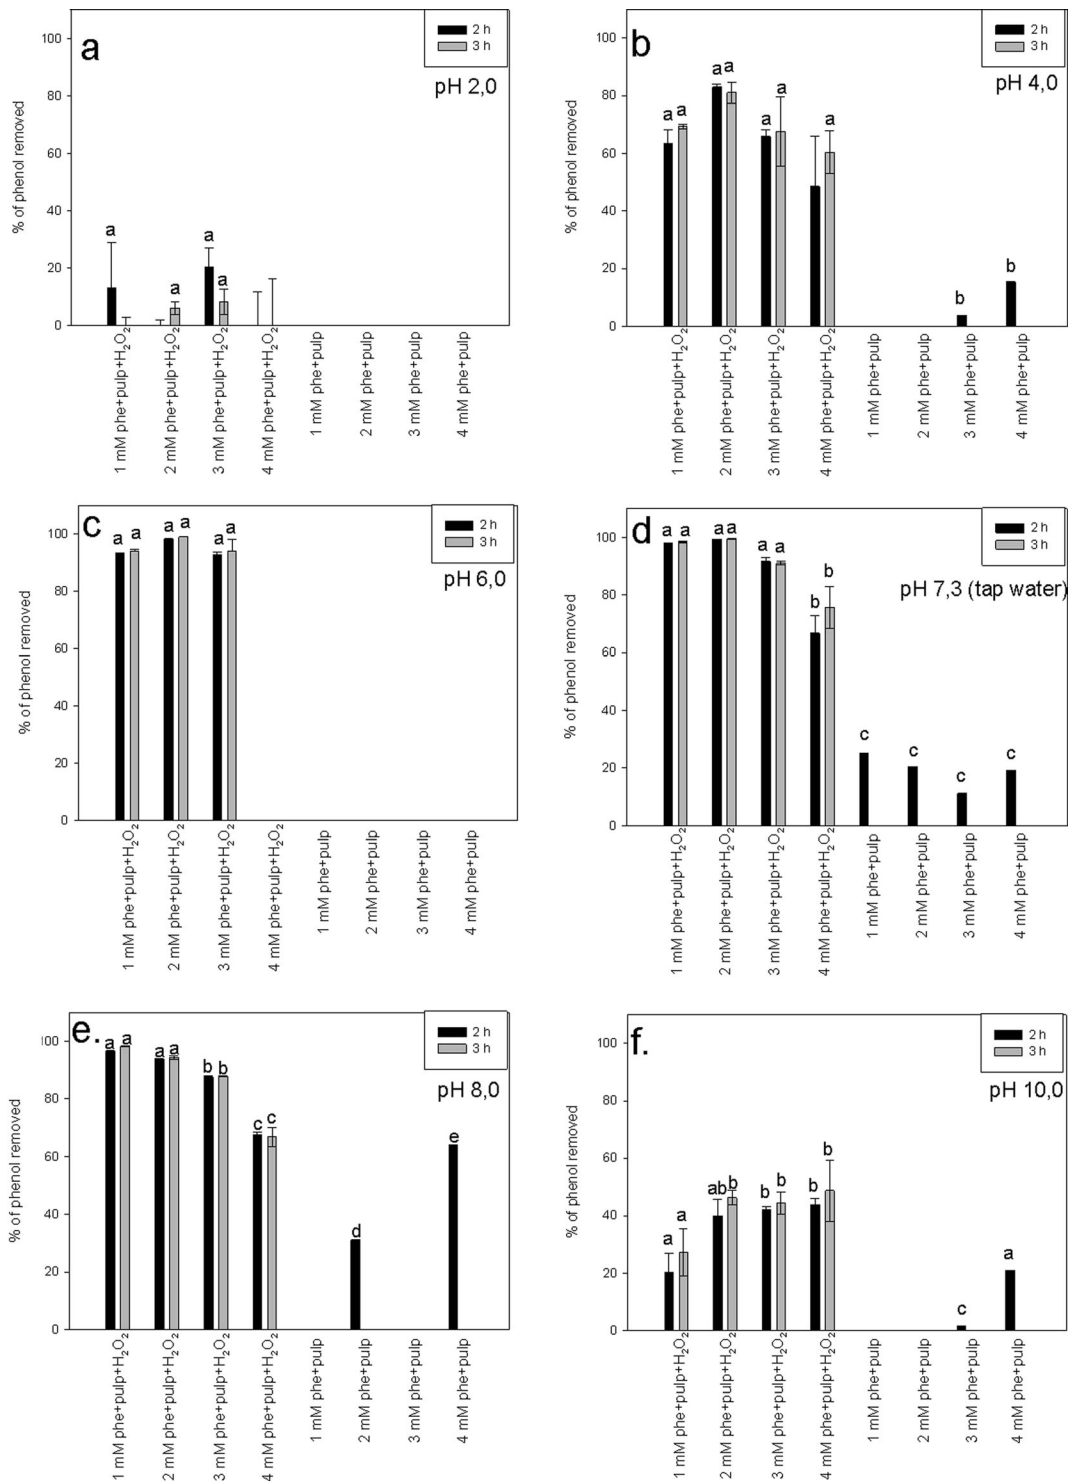 a
2 h
3 h
pH 2,0
% of phenol removed
100
80
60
40
20
0
a
a
a
a
1 mM phe+pulp+H₂O₂
2 mM phe+pulp+H₂O₂
3 mM phe+pulp+H₂O₂
4 mM phe+pulp+H₂O₂
1 mM phe+pulp
2 mM phe+pulp
3 mM phe+pulp
4 mM phe+pulp
b
2 h
3 h
pH 4,0
% of phenol removed
100
80
60
40
20
0
a a
a a
a a
a
b
b
1 mM phe+pulp+H₂O₂
2 mM phe+pulp+H₂O₂
3 mM phe+pulp+H₂O₂
4 mM phe+pulp+H₂O₂
1 mM phe+pulp
2 mM phe+pulp
3 mM phe+pulp
4 mM phe+pulp
c
2 h
3 h
pH 6,0
% of phenol removed
100
80
60
40
20
0
a a
a a
a a
1 mM phe+pulp+H₂O₂
2 mM phe+pulp+H₂O₂
3 mM phe+pulp+H₂O₂
4 mM phe+pulp+H₂O₂
1 mM phe+pulp
2 mM phe+pulp
3 mM phe+pulp
4 mM phe+pulp
d
2 h
3 h
pH 7,3 (tap water)
% of phenol removed
100
80
60
40
20
0
a a
a a
a a
b b
c
c
c
c
1 mM phe+pulp+H₂O₂
2 mM phe+pulp+H₂O₂
3 mM phe+pulp+H₂O₂
4 mM phe+pulp+H₂O₂
1 mM phe+pulp
2 mM phe+pulp
3 mM phe+pulp
4 mM phe+pulp
e.
2 h
3 h
pH 8,0
% of phenol removed
100
80
60
40
20
0
a a
a a
b b
c c
d
e
1 mM phe+pulp+H₂O₂
2 mM phe+pulp+H₂O₂
3 mM phe+pulp+H₂O₂
4 mM phe+pulp+H₂O₂
1 mM phe+pulp
2 mM phe+pulp
3 mM phe+pulp
4 mM phe+pulp
f.
2 h
3 h
pH 10,0
% of phenol removed
100
80
60
40
20
0
a a
ab b
b b
b b
c
a
1 mM phe+pulp+H₂O₂
2 mM phe+pulp+H₂O₂
3 mM phe+pulp+H₂O₂
4 mM phe+pulp+H₂O₂
1 mM phe+pulp
2 mM phe+pulp
3 mM phe+pulp
4 mM phe+pulp